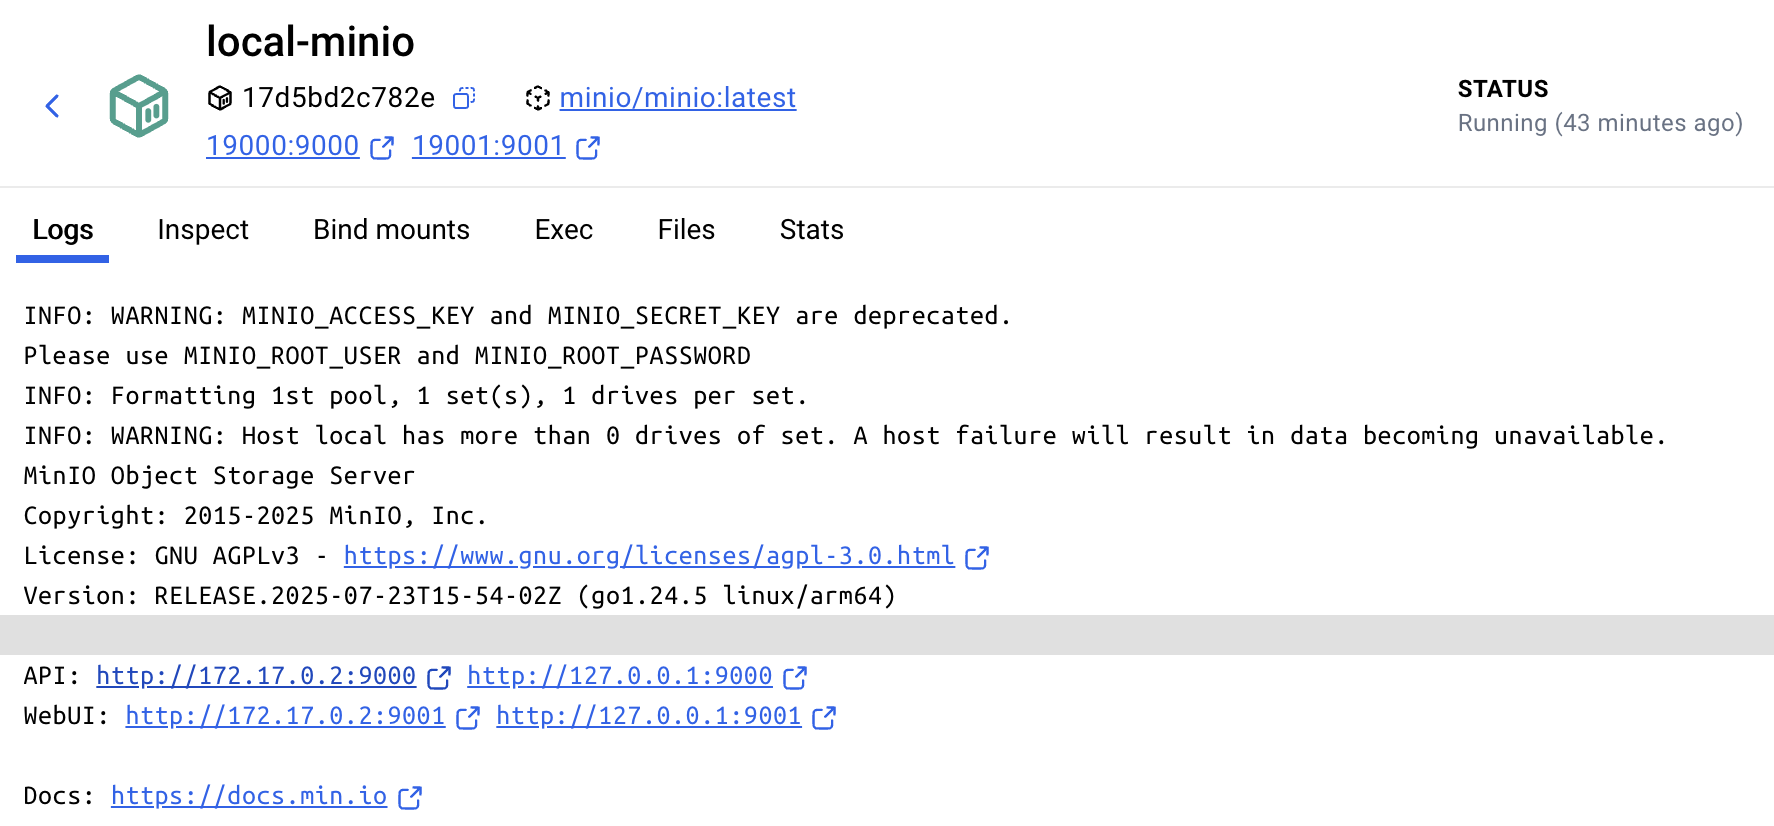 local-minio
17d5bd2c782e minio/minio:latest
19000:9000 19001:9001
STATUS
Running (43 minutes ago)
Logs Inspect Bind mounts Exec Files Stats
INFO: WARNING: MINIO_ACCESS_KEY and MINIO_SECRET_KEY are deprecated.
Please use MINIO_ROOT_USER and MINIO_ROOT_PASSWORD
INFO: Formatting 1st pool, 1 set(s), 1 drives per set.
INFO: WARNING: Host local has more than 0 drives of set. A host failure will result in data becoming unavailable.
MinIO Object Storage Server
Copyright: 2015-2025 MinIO, Inc.
License: GNU AGPLv3 - https://www.gnu.org/licenses/agpl-3.0.html
Version: RELEASE.2025-07-23T15-54-02Z (go1.24.5 linux/arm64)
API: http://172.17.0.2:9000 http://127.0.0.1:9000
WebUI: http://172.17.0.2:9001 http://127.0.0.1:9001
Docs: https://docs.min.io